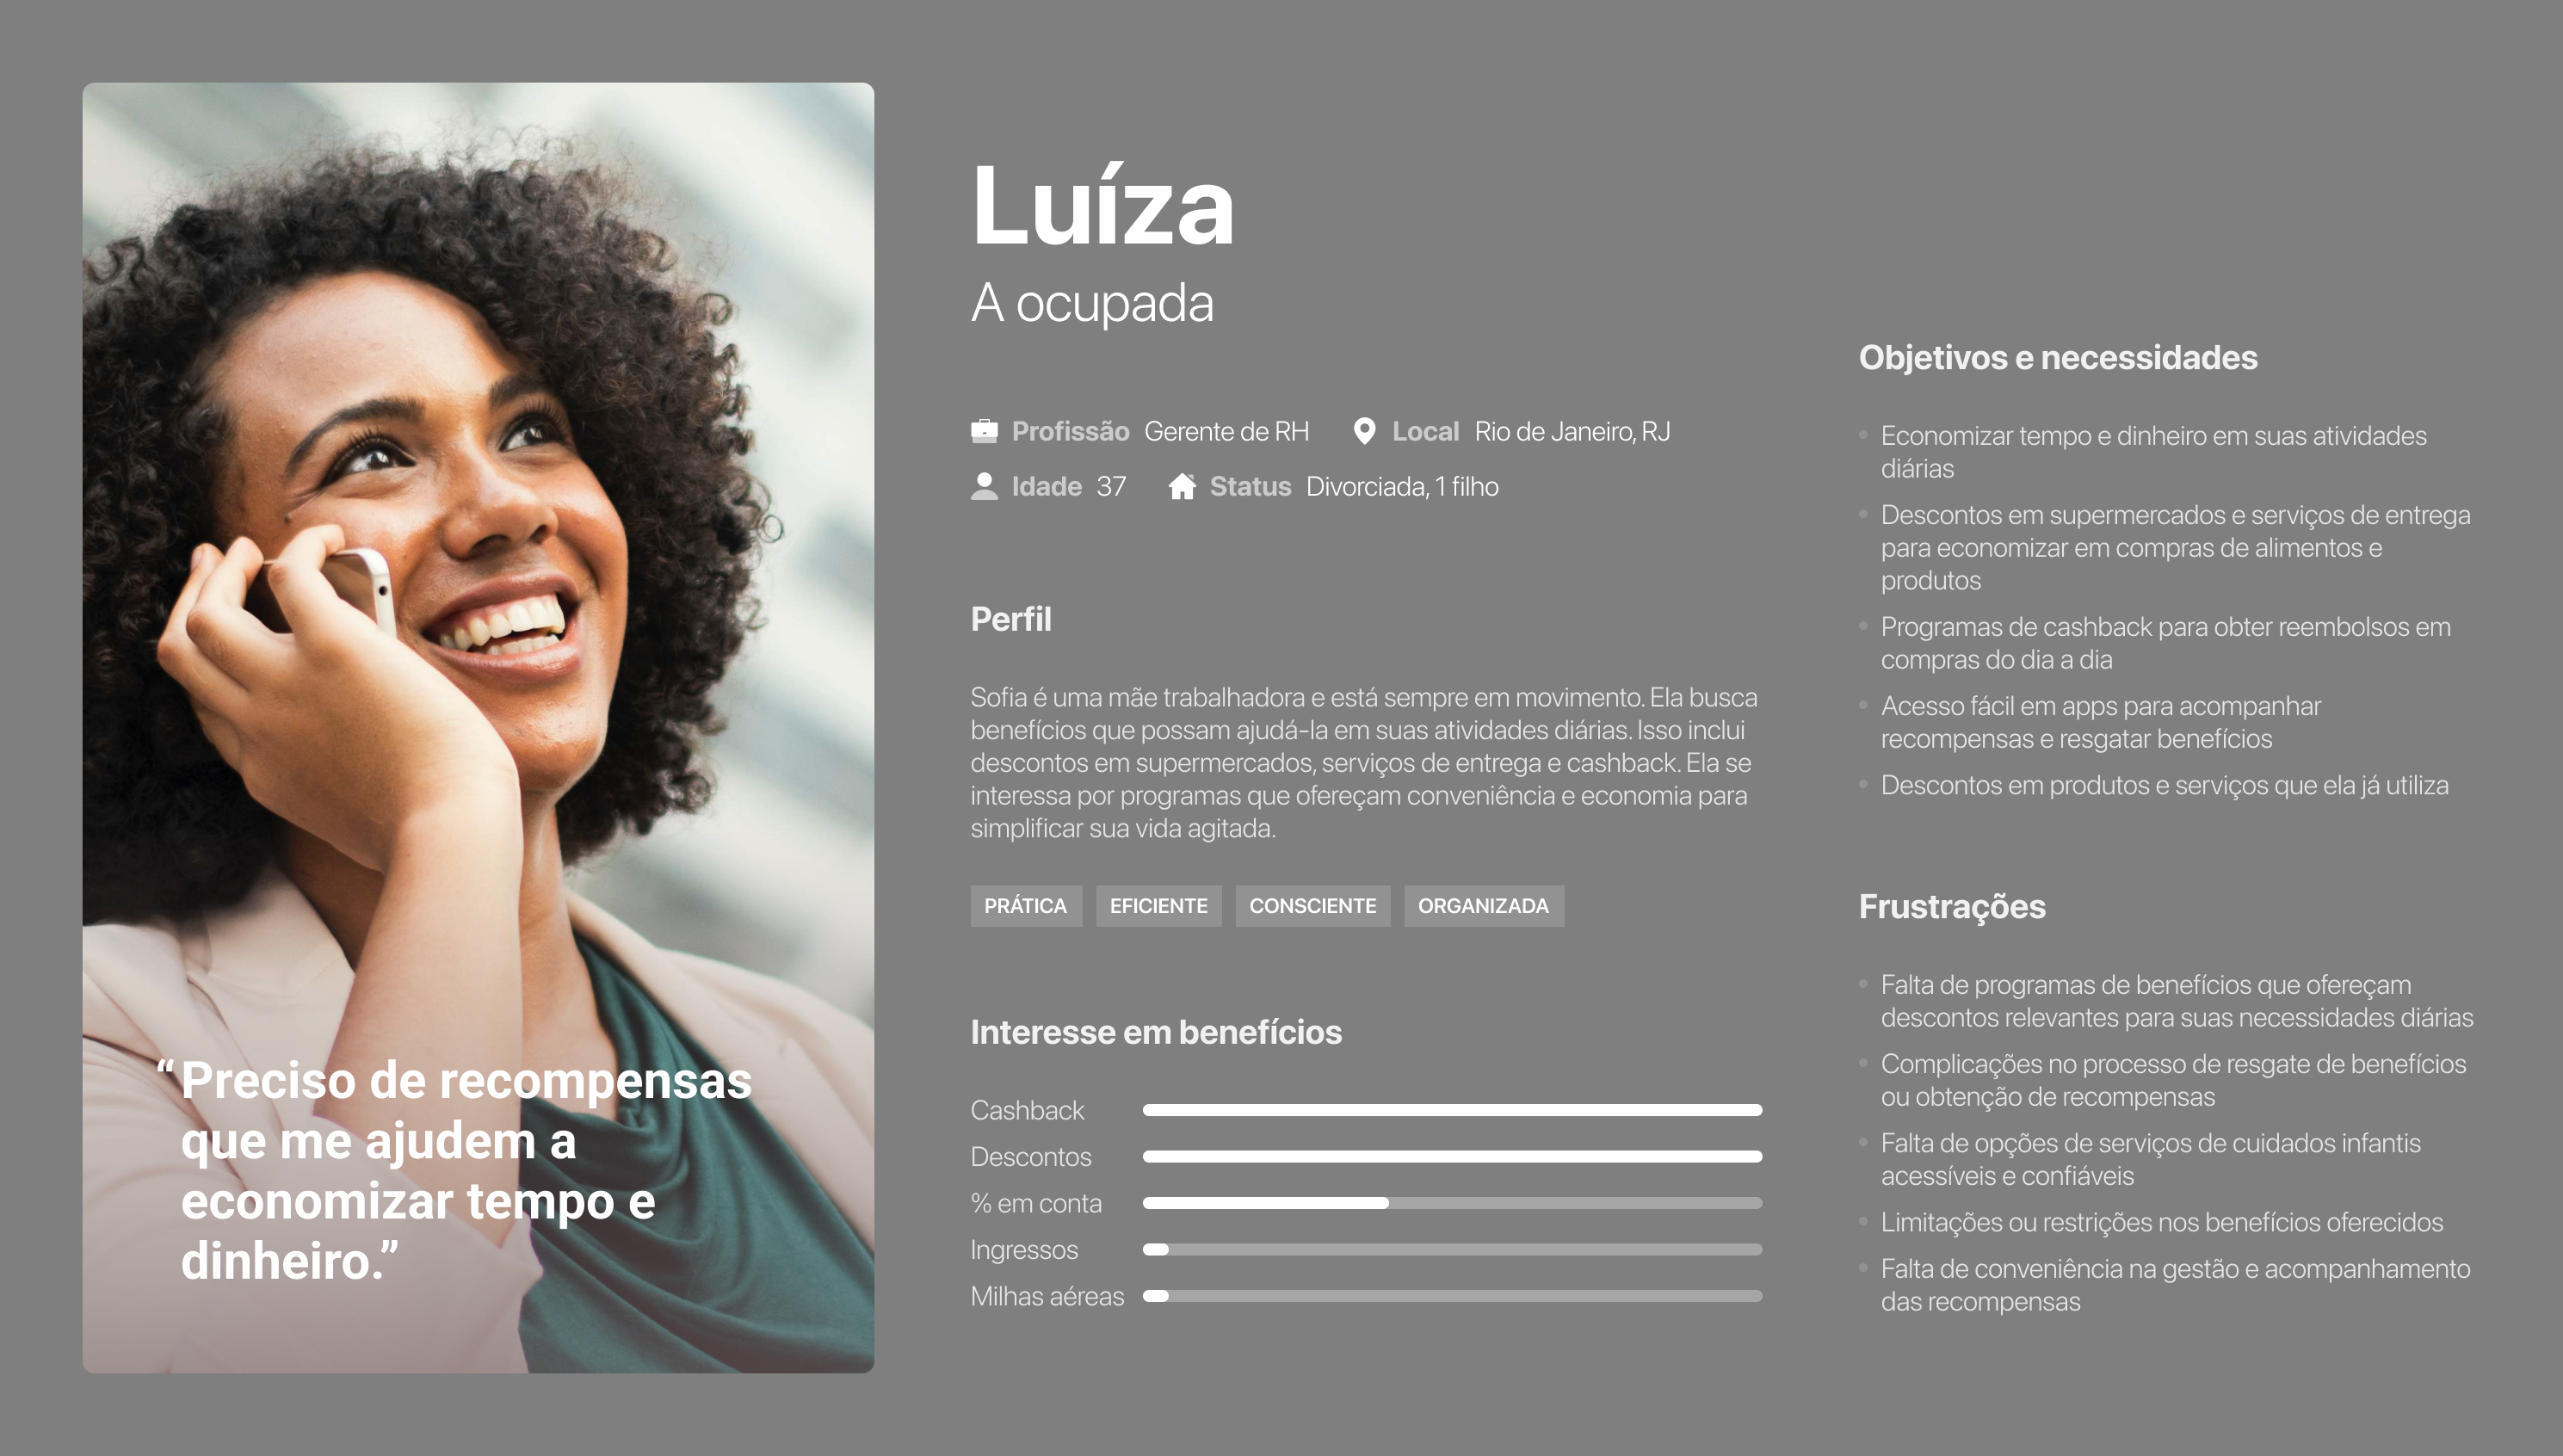 “Preciso de recompensas
que me ajudem a
economizar tempo e
dinheiro.”
Luíza
A ocupada
Profissão Gerente de RH Local Rio de Janeiro, RJ
Idade 37 Status Divorciada, 1 filho
Perfil
Sofia é uma mãe trabalhadora e está sempre em movimento. Ela busca
benefícios que possam ajudá-la em suas atividades diárias. Isso inclui
descontos em supermercados, serviços de entrega e cashback. Ela se
interessa por programas que ofereçam conveniência e economia para
simplificar sua vida agitada.
PRÁTICA EFICIENTE CONSCIENTE ORGANIZADA
Interesse em benefícios
Cashback
Descontos
% em conta
Ingressos
Milhas aéreas
Objetivos e necessidades
Economizar tempo e dinheiro em suas atividades
diárias
Descontos em supermercados e serviços de entrega
para economizar em compras de alimentos e
produtos
Programas de cashback para obter reembolsos em
compras do dia a dia
Acesso fácil em apps para acompanhar
recompensas e resgatar benefícios
Descontos em produtos e serviços que ela já utiliza
Frustrações
Falta de programas de benefícios que ofereçam
descontos relevantes para suas necessidades diárias
Complicações no processo de resgate de benefícios
ou obtenção de recompensas
Falta de opções de serviços de cuidados infantis
acessíveis e confiáveis
Limitações ou restrições nos benefícios oferecidos
Falta de conveniência na gestão e acompanhamento
das recompensas